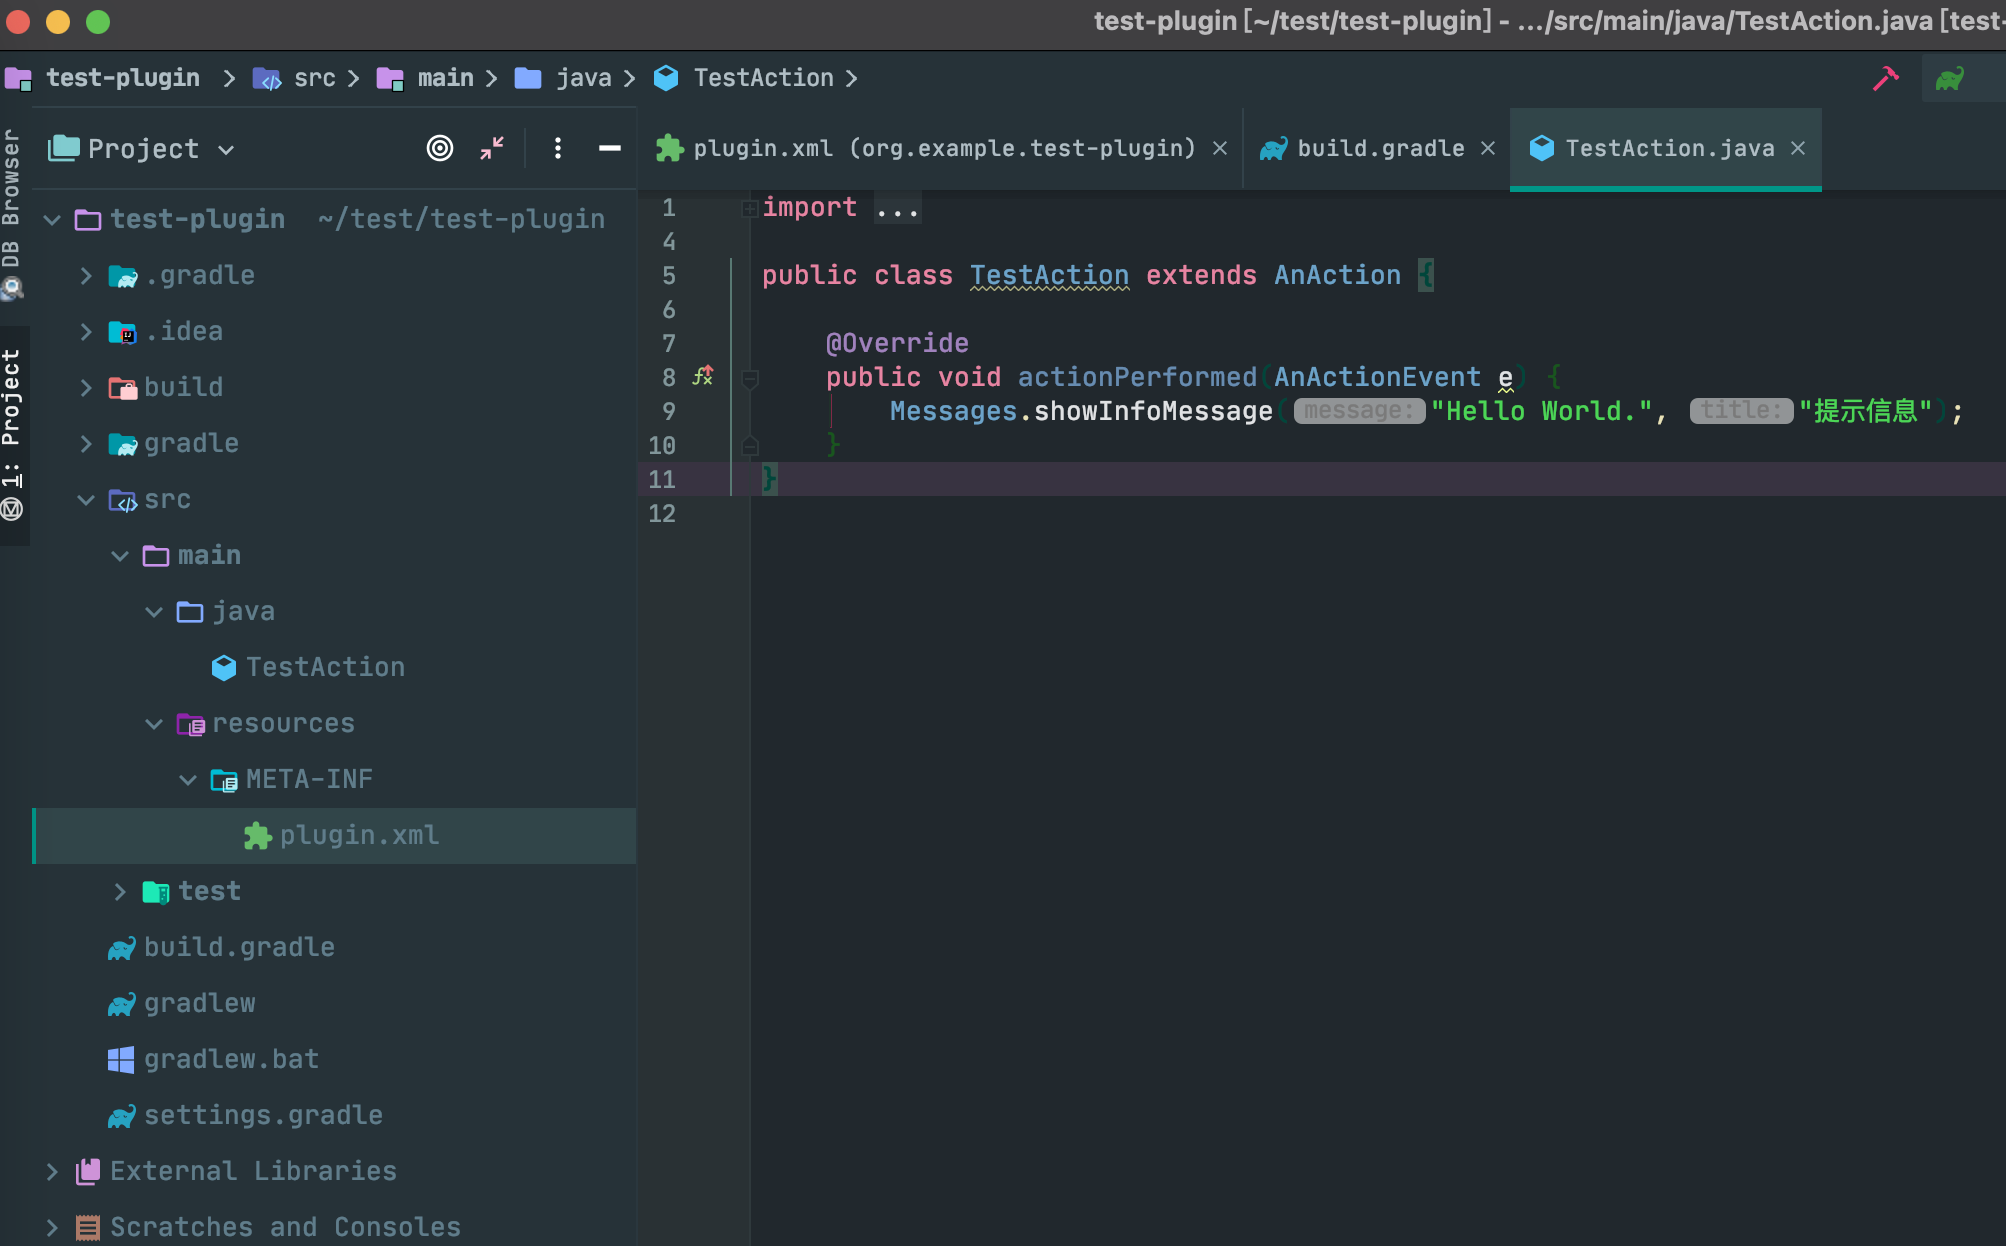 test-plugin [~/test/test-plugin] - .../src/main/java/TestAction.java [test-
test-plugin src main java TestAction
DB Browser
1: Project
Project
test-plugin ~/test/test-plugin
.gradle
.idea
build
gradle
src
main
java
TestAction
resources
META-INF
plugin.xml
test
build.gradle
gradlew
gradlew.bat
settings.gradle
External Libraries
Scratches and Consoles
plugin.xml (org.example.test-plugin) build.gradle TestAction.java
1 import ...
4
5 public class TestAction extends AnAction {
6
7 @Override
8 public void actionPerformed(AnActionEvent e) {
9 Messages.showInfoMessage( message: "Hello World.", title: "提示信息");
10 }
11 }
12